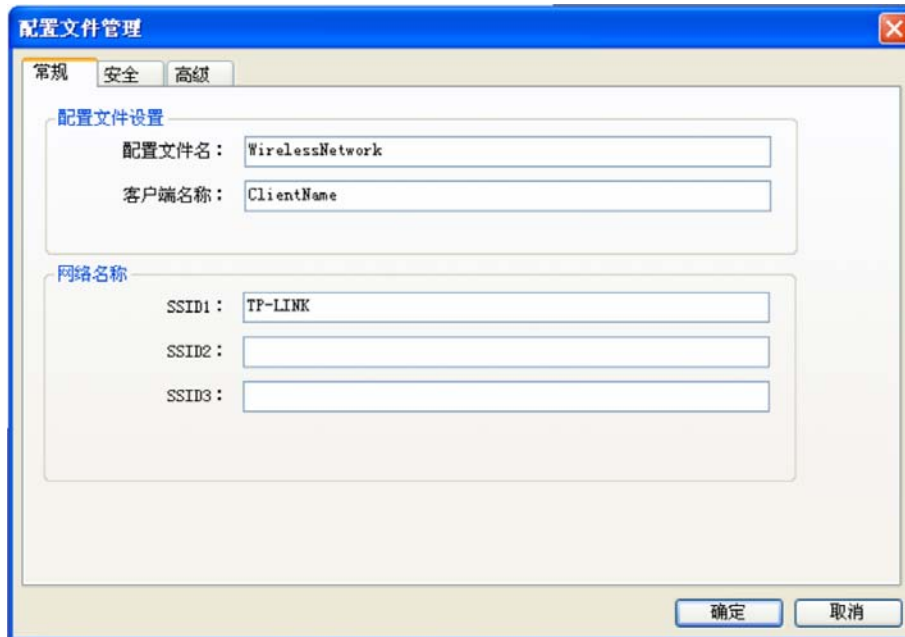 配置文件管理
常规 安全 高级
配置文件设置
配置文件名： WirelessNetwork
客户端名称： ClientName
网络名称
SSID1： TP-LINK
SSID2：
SSID3：
确定 取消